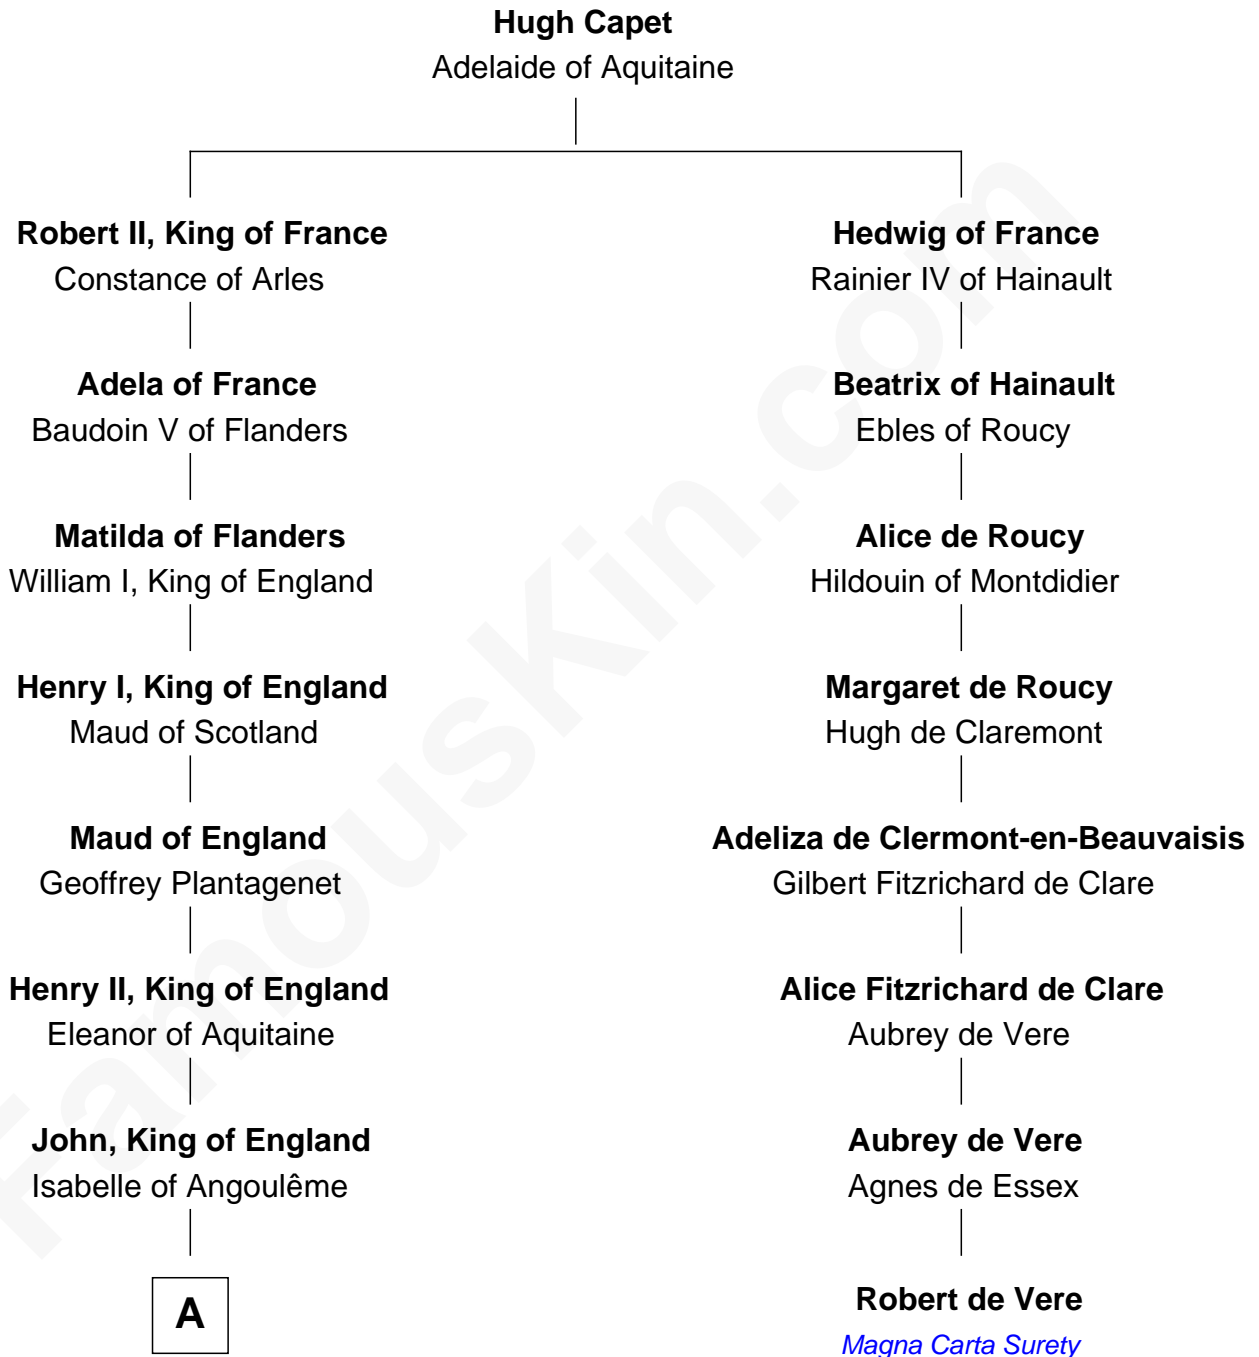 Hugh Capet
Adelaide of Aquitaine
Robert II, King of France
Constance of Arles
Hedwig of France
Rainier IV of Hainault
Adela of France
Baudoin V of Flanders
Beatrix of Hainault
Ebles of Roucy
Matilda of Flanders
William I, King of England
Alice de Roucy
Hildouin of Montdidier
Henry I, King of England
Maud of Scotland
Margaret de Roucy
Hugh de Claremont
Maud of England
Geoffrey Plantagenet
Adeliza de Clermont-en-Beauvaisis
Gilbert Fitzrichard de Clare
Henry II, King of England
Eleanor of Aquitaine
Alice Fitzrichard de Clare
Aubrey de Vere
John, King of England
Isabelle of Angoulême
Aubrey de Vere
Agnes de Essex
A
Robert de Vere
Magna Carta Surety
FamousKin.com